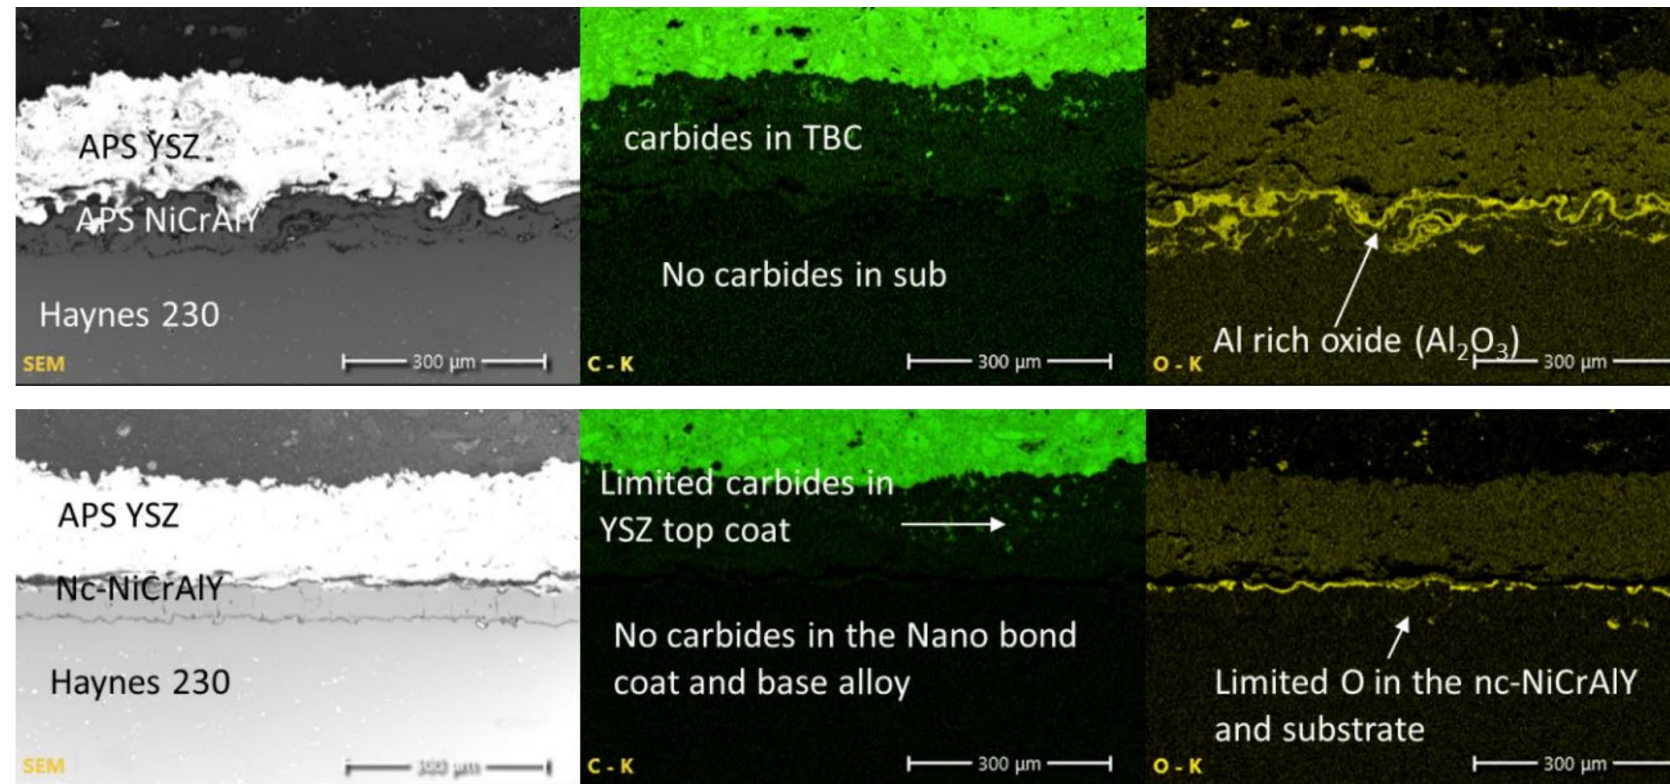 APS YSZ
APS NiCrAlY
Haynes 230
SEM
300 µm
carbides in TBC
No carbides in sub
C - K
300 µm
Al rich oxide (Al₂O₃)
O - K
300 µm
APS YSZ
Nc-NiCrAlY
Haynes 230
SEM
300 µm
Limited carbides in
YSZ top coat
No carbides in the Nano bond
coat and base alloy
C - K
300 µm
Limited O in the nc-NiCrAlY
and substrate
O - K
300 µm